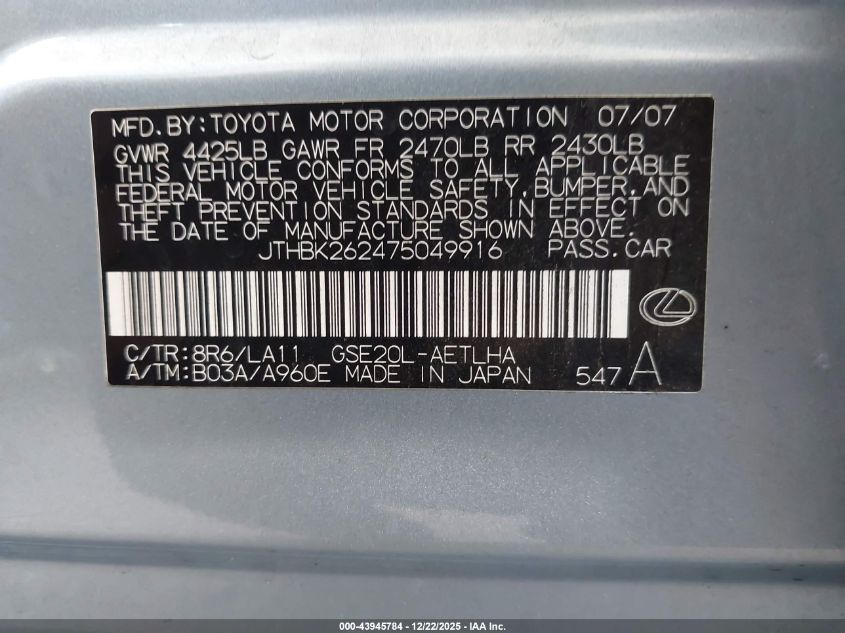 MFD.BY:TOYOTA MOTOR CORPORATION 07/07
GVWR 4425LB GAWR FR 2470LB RR 2430LB
THIS VEHICLE CONFORMS TO ALL APPLICABLE
FEDERAL MOTOR VEHICLE SAFETY,BUMPER,AND
THEFT PREVENTION STANDARDS IN EFFECT ON
THE DATE OF MANUFACTURE SHOWN ABOVE.
JTHBK262475049916 PASS.CAR
C/TR:8R6/LA11 GSE20L-AETLHA
A/TM:B03A/A960E MADE IN JAPAN 547A
000-43945784 - 12/22/2025 - IAA Inc.